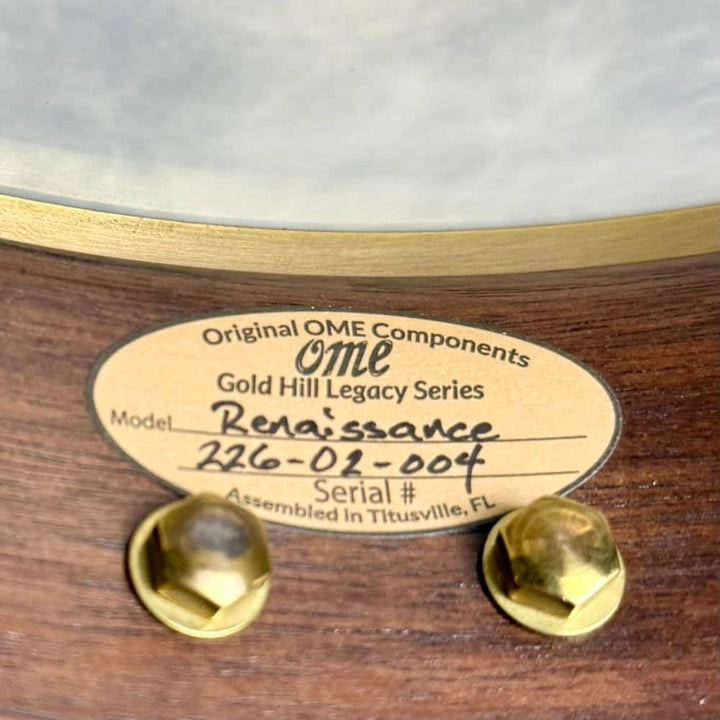 Original OME Components
ome
Gold Hill Legacy Series
Model Renaissance
226-02-004
Serial #
Assembled in Titusville, FL